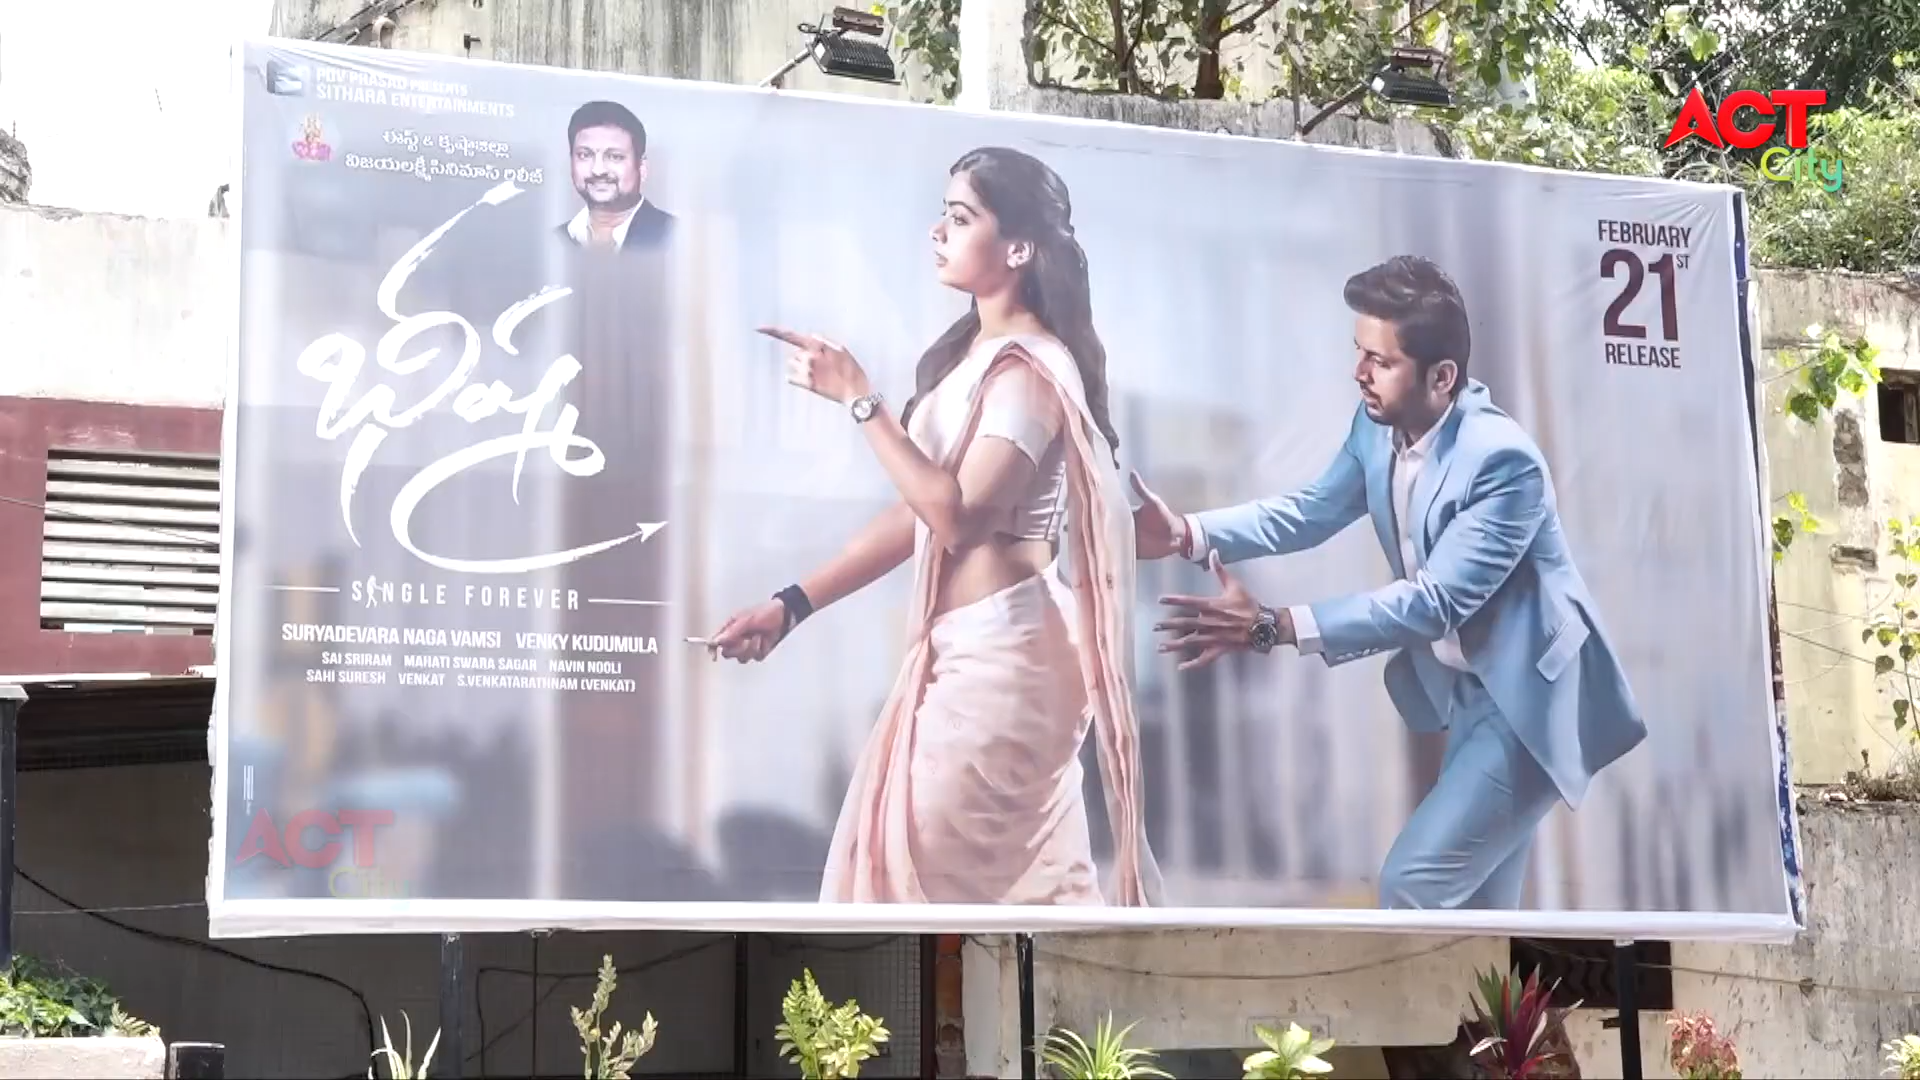 PDV PRASAD PRESENTS
SITHARA ENTERTAINMENTS
ఈస్ట్ & కృష్ణాజిల్లా
విజయలక్ష్మీ సినిమాస్ రిలీజ్
భీష్మ
SINGLE FOREVER
SURYADEVARA NAGA VAMSI VENKY KUDUMULA
SAI SRIRAM MAHATI SWARA SAGAR NAVIN NOOLI
SAHI SURESH VENKAT S.VENKATARATHNAM (VENKAT)
FEBRUARY
21ST
RELEASE
ACT
City
ACT
City